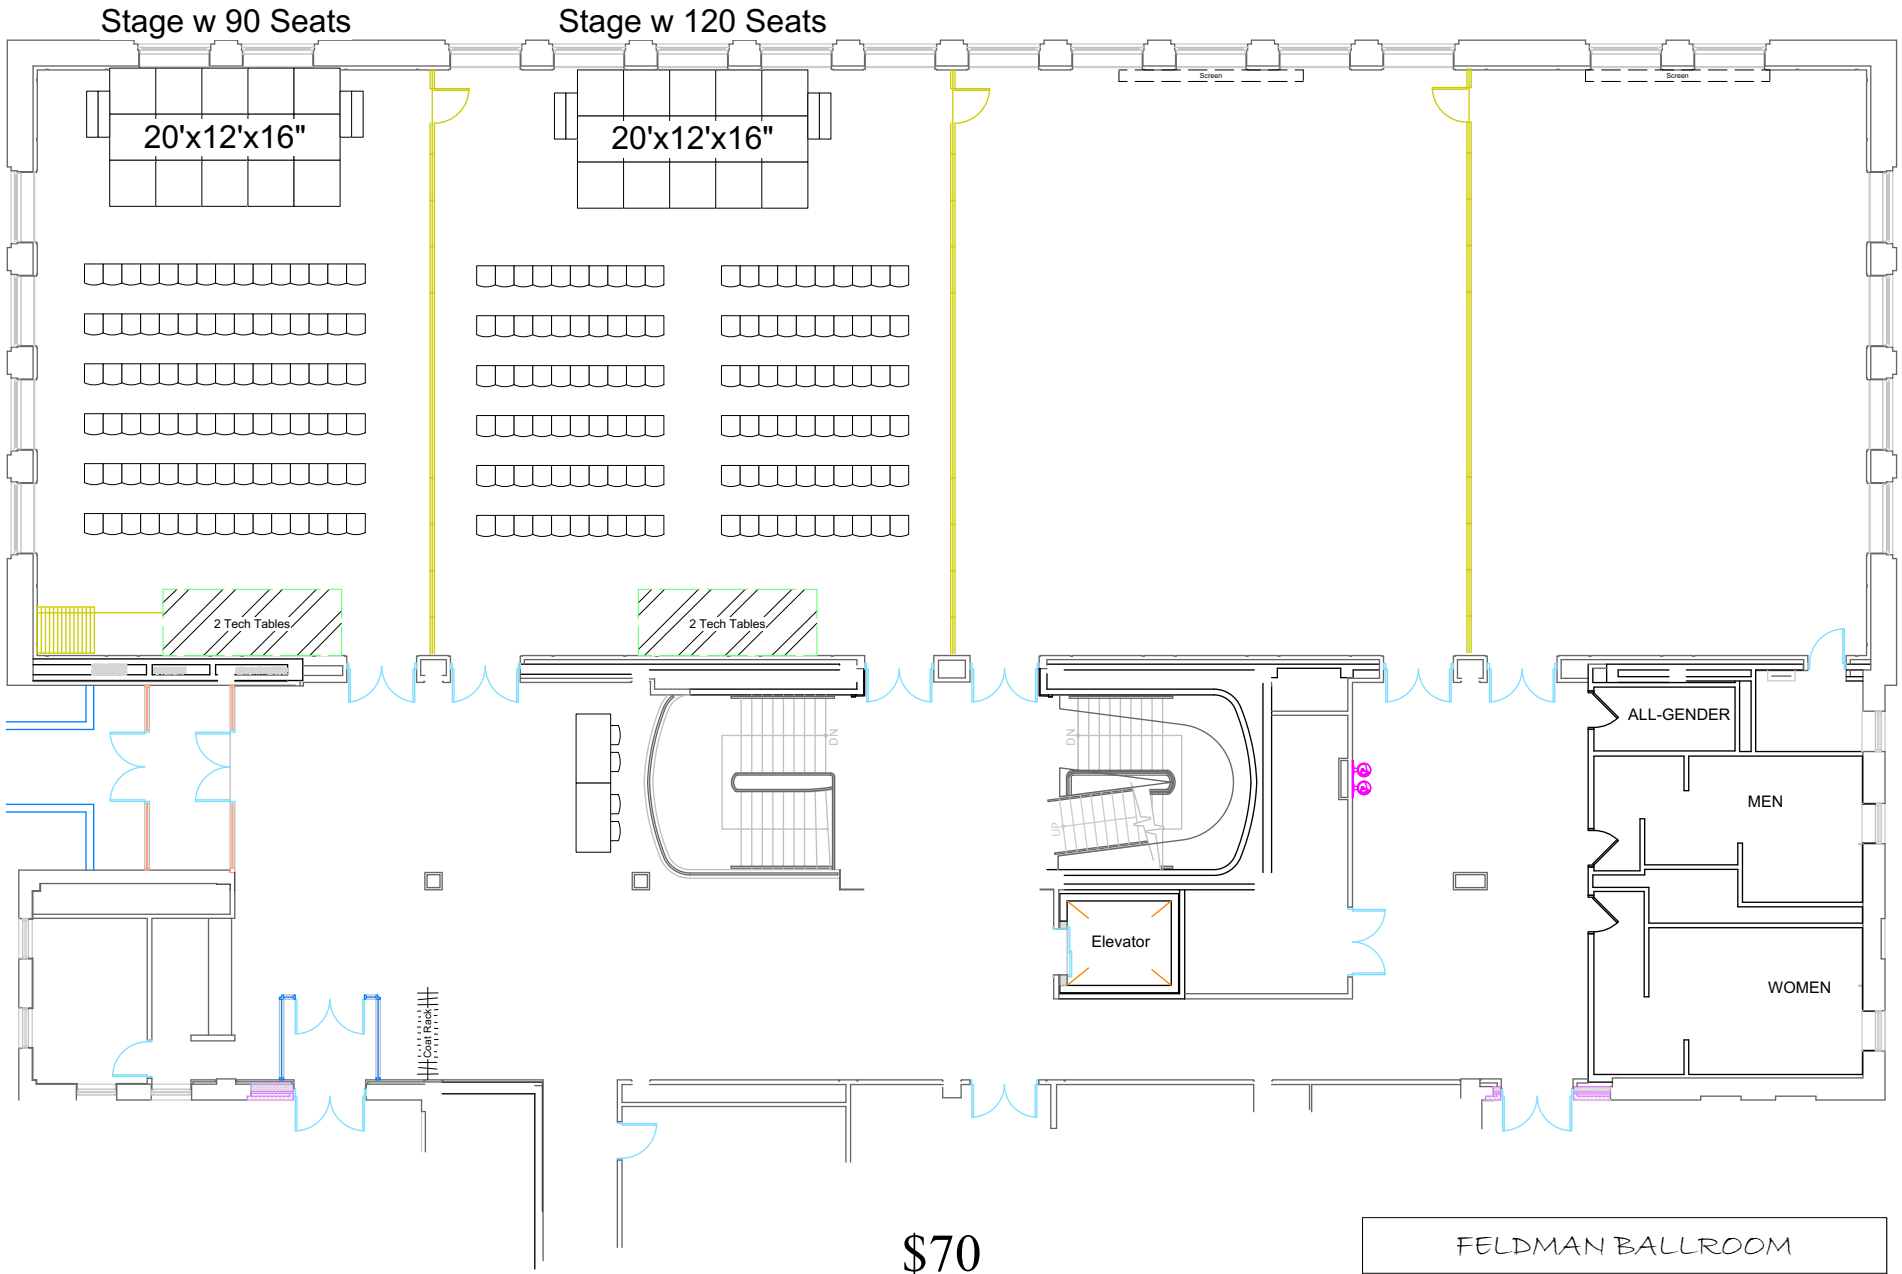 Stage w 90 Seats
Stage w 120 Seats
Screen
Screen
20'x12'x16"
20'x12'x16"
2 Tech Tables
2 Tech Tables
DN
DN
UP
ALL-GENDER
MEN
Elevator
WOMEN
Coat Rack
$70
FELDMAN BALLROOM